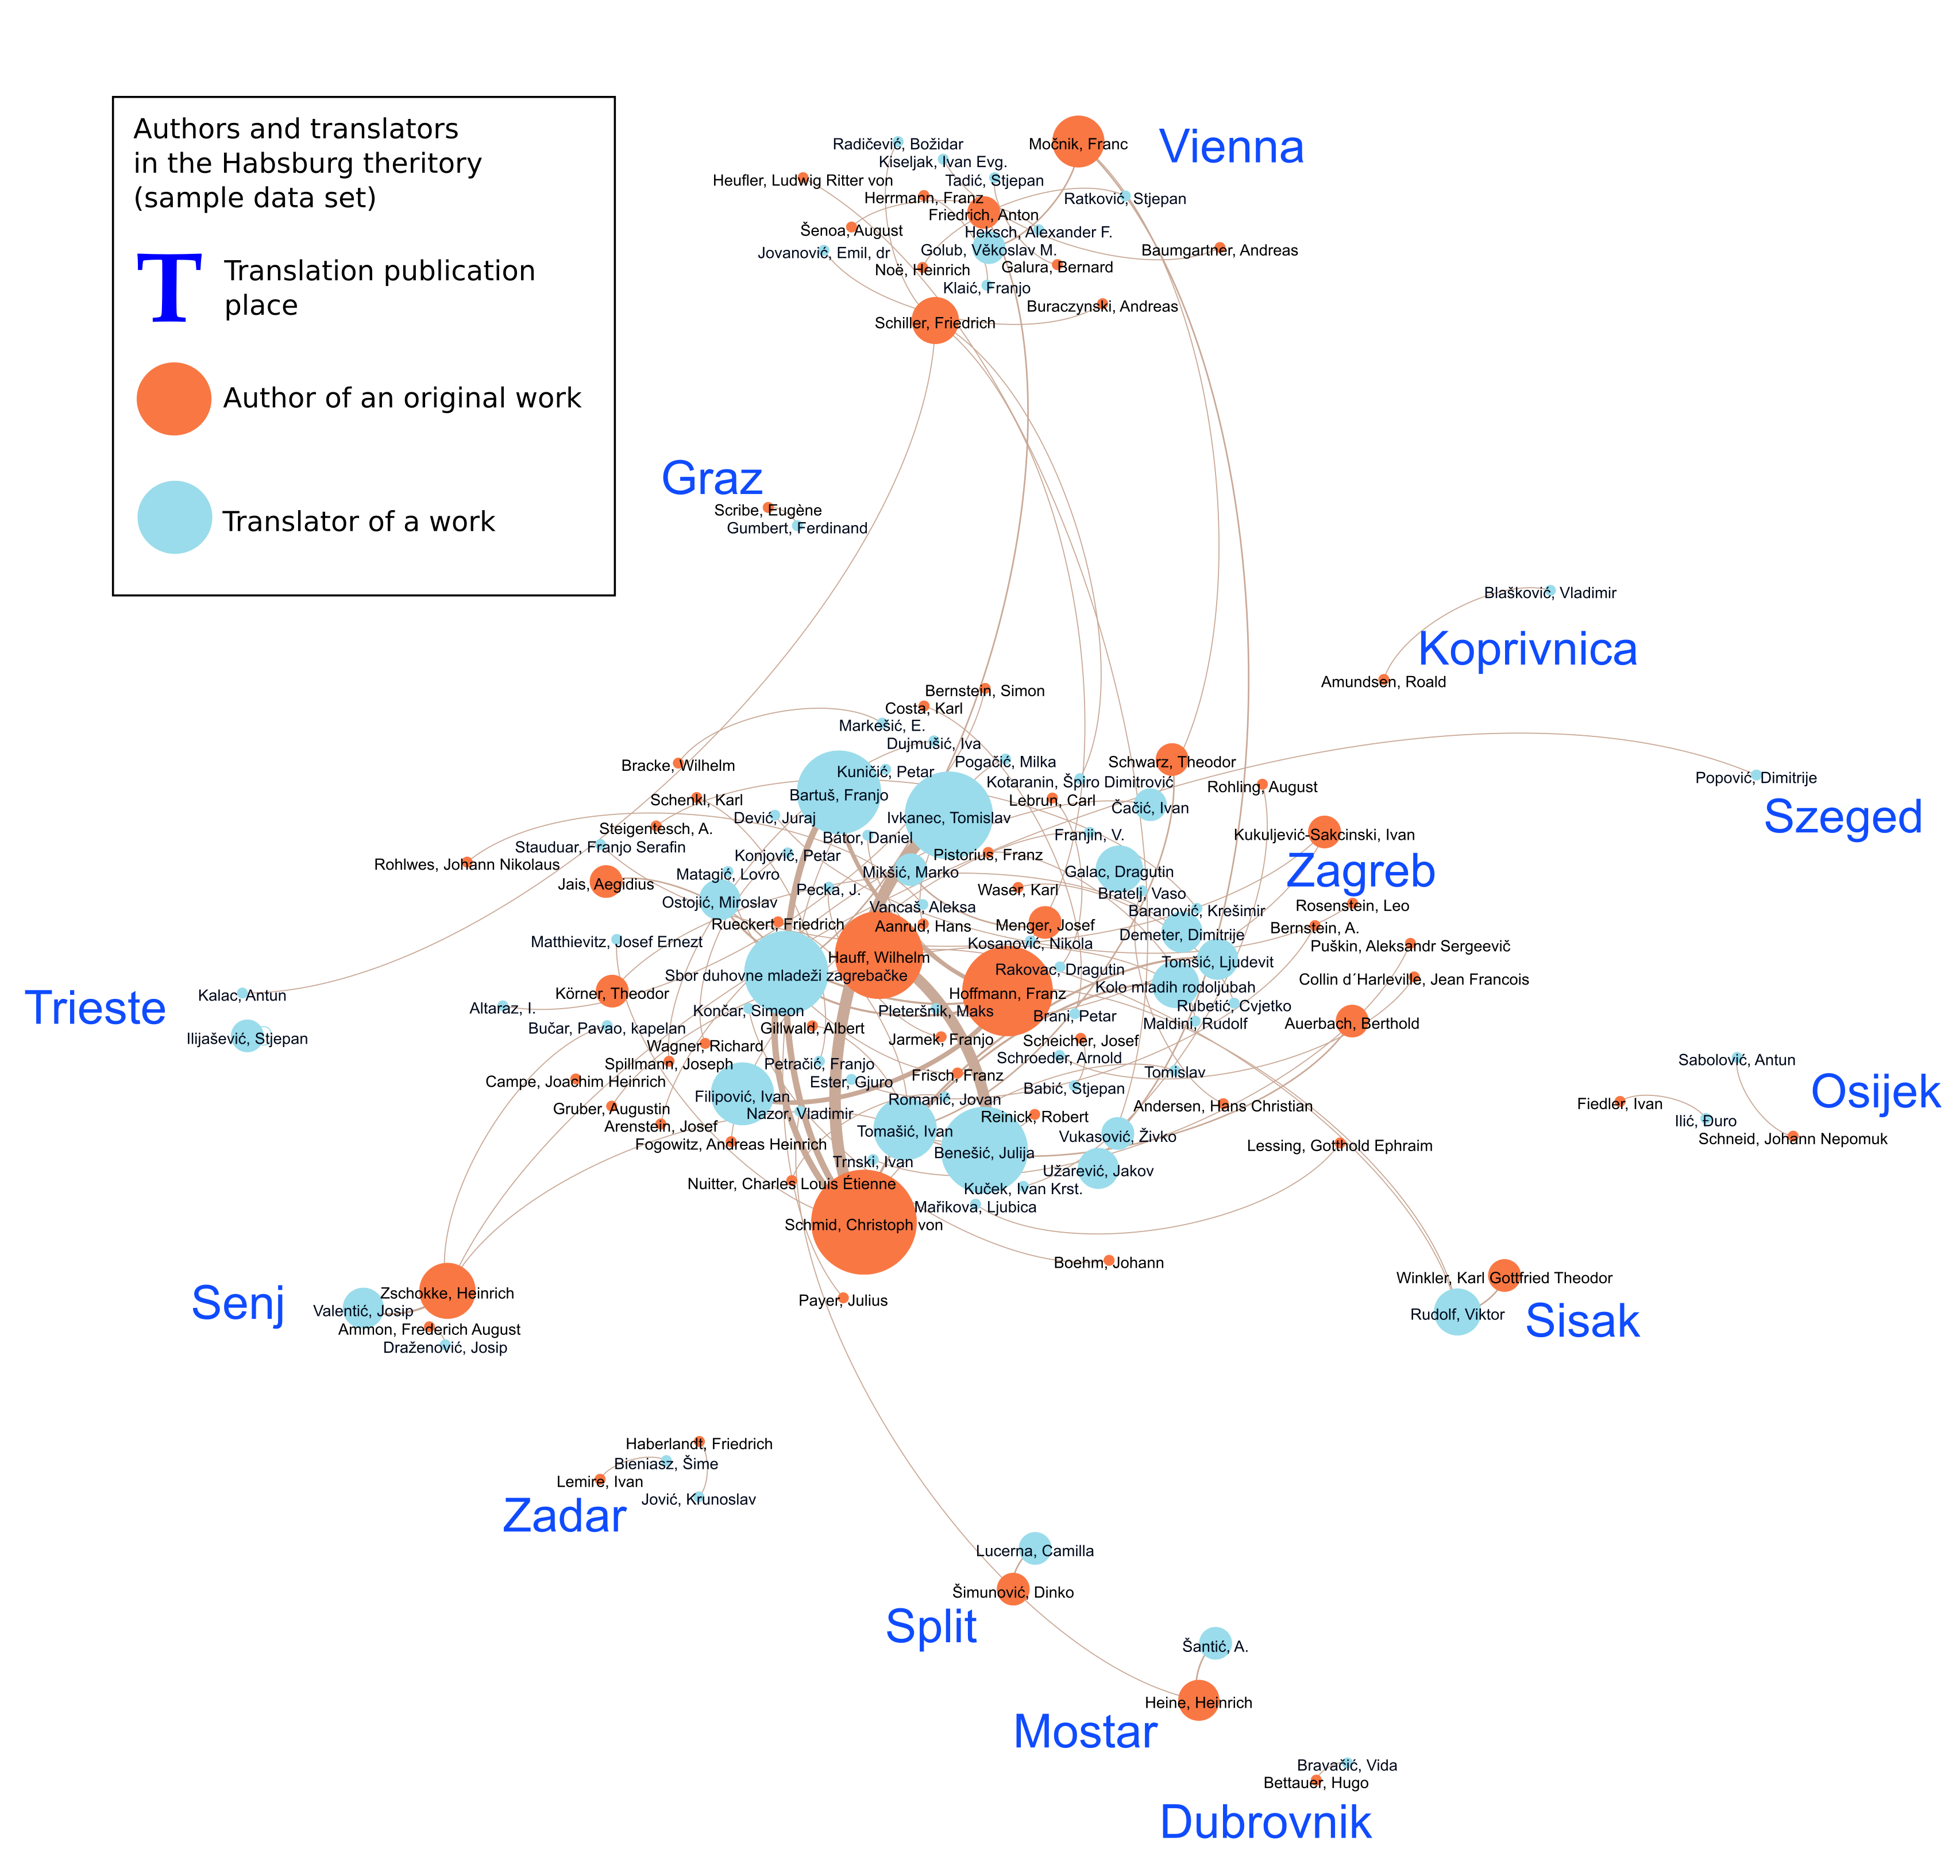 Authors and translators
in the Habsburg theritory
(sample data set)
T
Translation publication
place
Author of an original work
Translator of a work
Vienna
Močnik, Franc
Radičević, Božidar
Kiseljak, Ivan Evg.
Heufler, Ludwig Ritter von
Tadić, Stjepan
Herrmann, Franz
Ratković, Stjepan
Friedrich, Anton
Šenoa, August
Heksch, Alexander F.
Jovanović, Emil, dr
Golub, Věkoslav M.
Baumgartner, Andreas
Noë, Heinrich
Galura, Bernard
Klaić, Franjo
Buraczynski, Andreas
Schiller, Friedrich
Graz
Scribe, Eugène
Gumbert, Ferdinand
Blašković, Vladimir
Koprivnica
Amundsen, Roald
Bernstein, Simon
Costa, Karl
Markešić, E.
Dujmušić, Iva
Bracke, Wilhelm
Kuničić, Petar
Pogačić, Milka
Schwarz, Theodor
Popović, Dimitrije
Szeged
Kotaranin, Špiro Dimitrović
Rohling, August
Bartuš, Franjo
Schenkl, Karl
Lebrun, Carl
Čačić, Ivan
Dević, Juraj
Ivkanec, Tomislav
Steigentesch, A.
Bátor, Daniel
Franjin, V.
Kukuljević-Sakcinski, Ivan
Stauduar, Franjo Serafin
Konjović, Petar
Pistorius, Franz
Rohlwes, Johann Nikolaus
Zagreb
Matagić, Lovro
Mikšić, Marko
Galac, Dragutin
Jais, Aegidius
Pecka, J.
Waser, Karl
Bratelj, Vaso
Ostojić, Miroslav
Vancaš, Aleksa
Baranović, Krešimir
Rosenstein, Leo
Rueckert, Friedrich
Aanrud, Hans
Menger, Josef
Bernstein, A.
Matthievitz, Josef Ernezt
Kosanović, Nikola
Demeter, Dimitrije
Puškin, Aleksandr Sergeevič
Hauff, Wilhelm
Tomšić, Ljudevit
Sbor duhovne mladeži zagrebačke
Rakovac, Dragutin
Collin d´Harleville, Jean Francois
Kolo mladih rodoljubah
Trieste
Kalac, Antun
Körner, Theodor
Hoffmann, Franz
Altaraz, I.
Končar, Simeon
Pleteršnik, Maks
Rubetić, Cvjetko
Brani, Petar
Maldini, Rudolf
Auerbach, Berthold
Bučar, Pavao, kapelan
Gillwald, Albert
Ilijašević, Stjepan
Jarmek, Franjo
Scheicher, Josef
Wagner, Richard
Schroeder, Arnold
Sabolović, Antun
Spillmann, Joseph
Petračić, Franjo
Tomislav
Campe, Joachim Heinrich
Ester, Gjuro
Frisch, Franz
Babić, Stjepan
Osijek
Filipović, Ivan
Romanić, Jovan
Fiedler, Ivan
Gruber, Augustin
Nazor, Vladimir
Reinick, Robert
Andersen, Hans Christian
Ilić, Đuro
Arenstein, Josef
Tomašić, Ivan
Vukasović, Živko
Schneid, Johann Nepomuk
Fogowitz, Andreas Heinrich
Benešić, Julija
Lessing, Gotthold Ephraim
Trnski, Ivan
Užarević, Jakov
Nuitter, Charles Louis Étienne
Kuček, Ivan Krst.
Mařikova, Ljubica
Schmid, Christoph von
Boehm, Johann
Winkler, Karl Gottfried Theodor
Senj
Zschokke, Heinrich
Payer, Julius
Valentić, Josip
Rudolf, Viktor
Sisak
Ammon, Frederich August
Draženović, Josip
Haberlandt, Friedrich
Bieniasz, Šime
Lemire, Ivan
Jović, Krunoslav
Zadar
Lucerna, Camilla
Šimunović, Dinko
Split
Šantić, A.
Heine, Heinrich
Mostar
Bravačić, Vida
Bettauer, Hugo
Dubrovnik